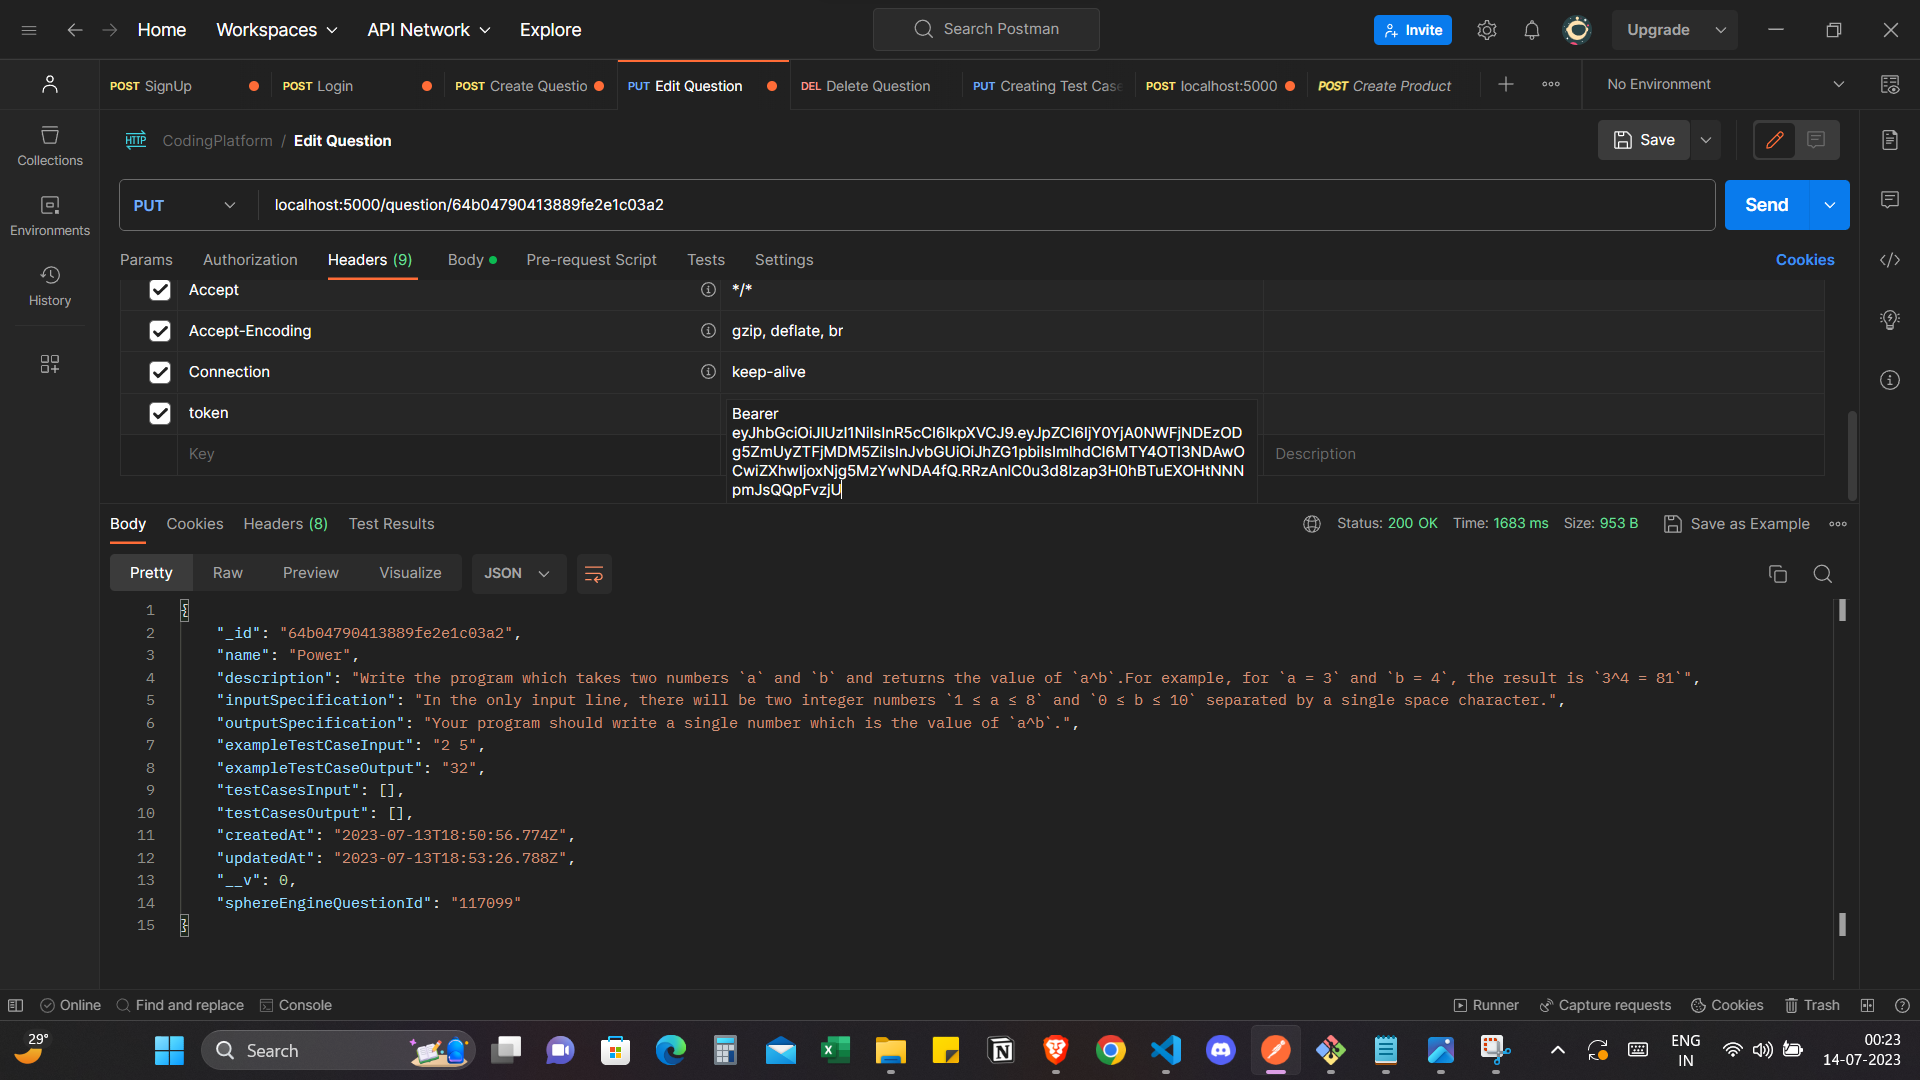 Home Workspaces API Network Explore Search Postman Invite Upgrade
POST SignUp POST Login POST Create Questio PUT Edit Question DEL Delete Question PUT Creating Test Case POST localhost:5000 POST Create Product No Environment
HTTP CodingPlatform / Edit Question Save
Collections
PUT localhost:5000/question/64b04790413889fe2e1c03a2 Send
Environments
Params Authorization Headers (9) Body Pre-request Script Tests Settings Cookies
History
Accept */*
Accept-Encoding gzip, deflate, br
Connection keep-alive
token Bearer
eyJhbGciOiJIUzI1NiIsInR5cCI6IkpXVCJ9.eyJpZCI6IjY0YjA0NWFjNDEzOD
g5ZmUyZTFjMDM5ZiIsInJvbGUiOiJhZG1pbiIsImlhdCI6MTY4OTI3NDAwO
CwiZXhwIjoxNjg5MzYwNDA4fQ.RRzAnlC0u3d8Izap3H0hBTuEXOHtNNN
pmJsQQpFvzjU
Key Description
Body Cookies Headers (8) Test Results Status: 200 OK Time: 1683 ms Size: 953 B Save as Example
Pretty Raw Preview Visualize JSON
1 {
2 "_id": "64b04790413889fe2e1c03a2",
3 "name": "Power",
4 "description": "Write the program which takes two numbers `a` and `b` and returns the value of `a^b`.For example, for `a = 3` and `b = 4`, the result is `3^4 = 81`",
5 "inputSpecification": "In the only input line, there will be two integer numbers `1 ≤ a ≤ 8` and `0 ≤ b ≤ 10` separated by a single space character.",
6 "outputSpecification": "Your program should write a single number which is the value of `a^b`.",
7 "exampleTestCaseInput": "2 5",
8 "exampleTestCaseOutput": "32",
9 "testCasesInput": [],
10 "testCasesOutput": [],
11 "createdAt": "2023-07-13T18:50:56.774Z",
12 "updatedAt": "2023-07-13T18:53:26.788Z",
13 "__v": 0,
14 "sphereEngineQuestionId": "117099"
15 }
Online Find and replace Console Runner Capture requests Cookies Trash
29° Search ENG 00:23
IN 14-07-2023